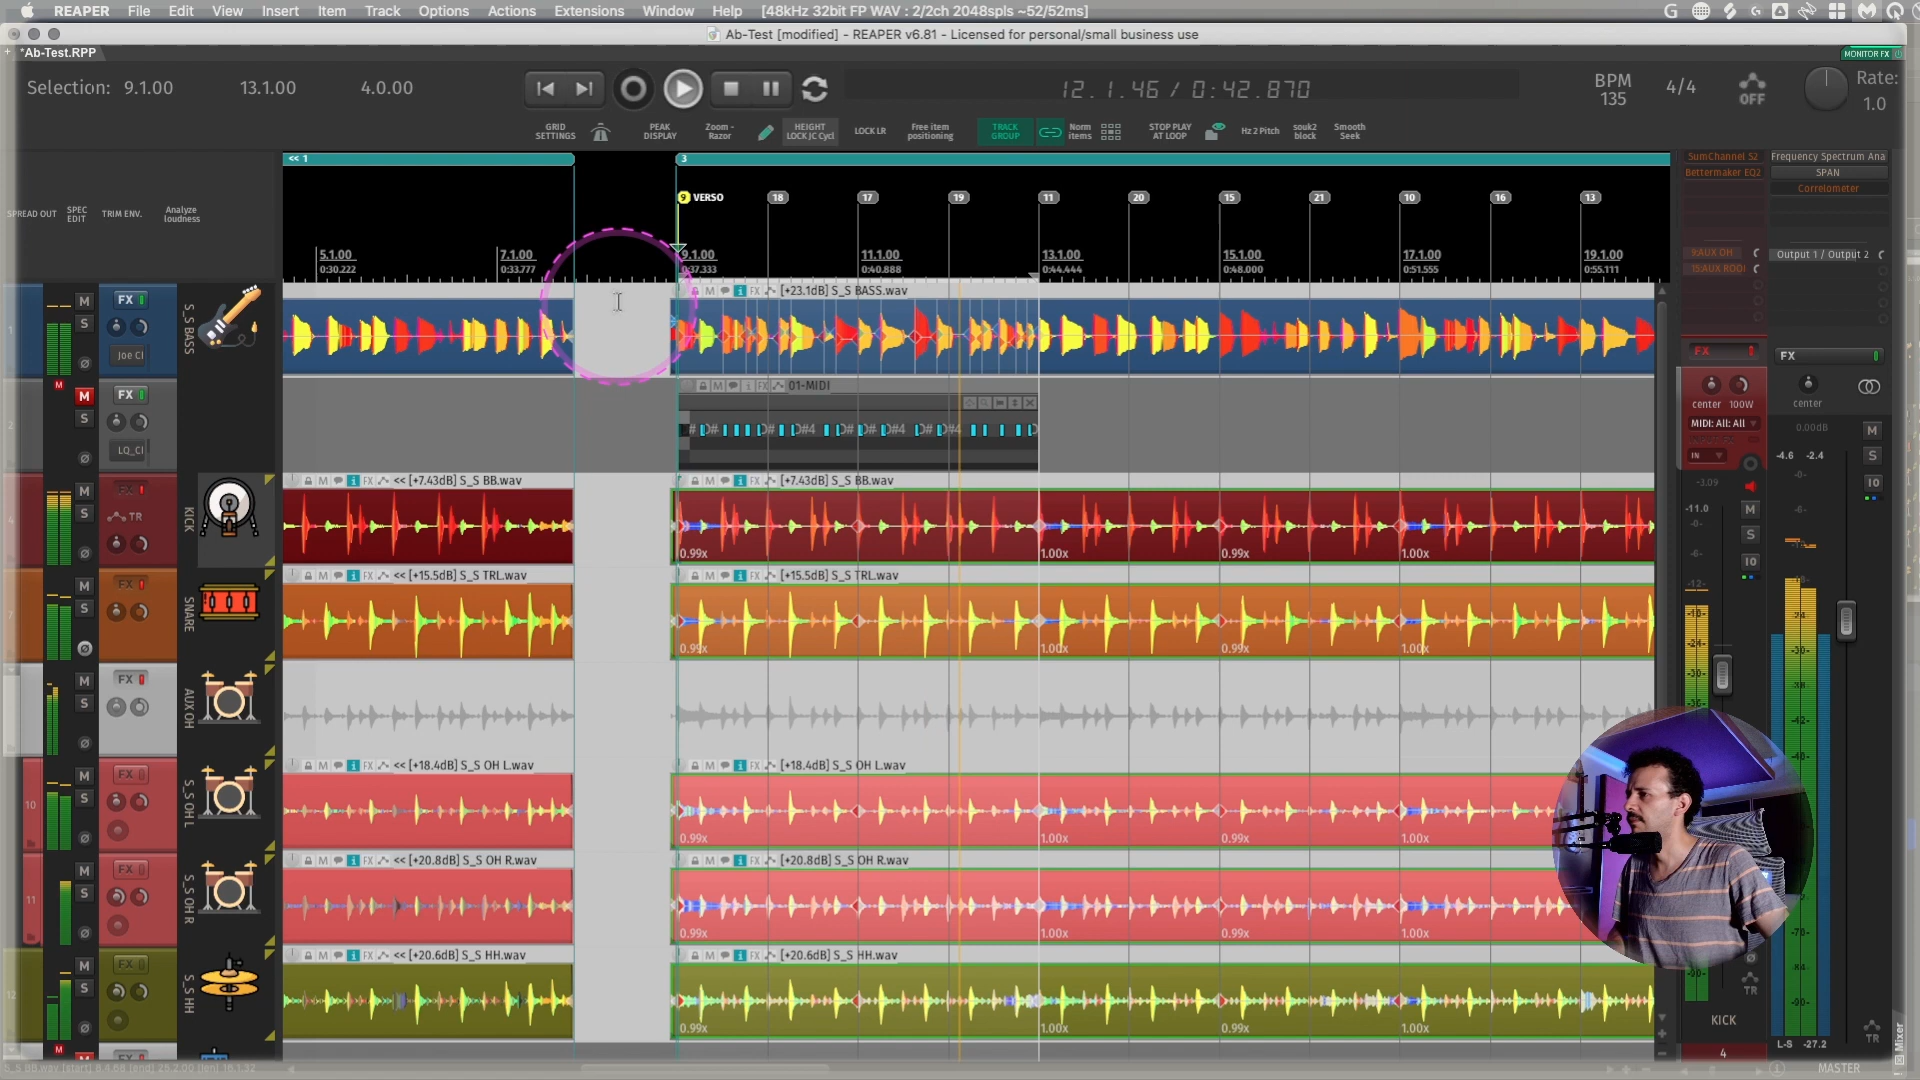 REAPER File Edit View Insert Item Track Options Actions Extensions Window Help [48kHz 32bit FP WAV : 2/2ch 2048spls ~52/52ms]
Ab-Test [modified] - REAPER v6.81 - Licensed for personal/small business use
+ *Ab-Test.RPP
MONITOR FX
Selection: 9.1.00 13.1.00 4.0.00
12.1.46 / 0:42.870
BPM
135
4/4
OFF
Rate:
1.0
GRID SETTINGS
PEAK DISPLAY
Zoom - Razor
HEIGHT LOCK|C Cycl
LOCK LR
Free item positioning
TRACK GROUP
Norm items
STOP PLAY AT LOOP
Hz 2 Pitch
souk2 block
Smooth Seek
<< 1
3
SPREAD OUT
SPEC EDIT
TRIM ENV.
Analyze loudness
9 VERSO 18 17 19 11 20 15 21 10 16 13
5.1.00 7.1.00 9.1.00 11.1.00 13.1.00 15.1.00 17.1.00 19.1.00
0:30.222 0:33.777 0:37.333 0:40.888 0:44.444 0:48.000 0:51.555 0:55.111
SumChannel S2
Bettermaker EQ2
Frequency Spectrum Ana
SPAN
Correlometer
9:AUX OH
Output 1 / Output 2
1
M
S
FX
Joe Cl
S_S BASS
[+23.1dB] S_S BASS.wav
2
M
S
FX
LQ_Cl
01-MIDI
D# D# D#4 D# D# D# D# D#4
4
M
S
FX
TR
KICK
<< [+7.43dB] S_S BB.wav
[+7.43dB] S_S BB.wav
0.99x 1.00x 0.99x 1.00x
7
M
S
FX
SNARE
<< [+15.5dB] S_S TRL.wav
[+15.5dB] S_S TRL.wav
0.99x 1.00x 0.99x 1.00x
M
S
FX
AUX OH
10
M
S
FX
S_S OH L
<< [+18.4dB] S_S OH L.wav
[+18.4dB] S_S OH L.wav
0.99x 1.00x 0.99x 1.00x
11
M
S
FX
S_S OH R
<< [+20.8dB] S_S OH R.wav
[+20.8dB] S_S OH R.wav
0.99x 1.00x 0.99x
12
M
S
FX
S_S HH
<< [+20.6dB] S_S HH.wav
[+20.6dB] S_S HH.wav
0.99x 1.00x 0.99x 1.00x
FX
FX
center 100W
center
MIDI: All: All
IN
0.00dB
M
S
IO
-4.6 -2.4
-3.09
-11.0
M
S
IO
TR
TR
KICK
4
L-S -27.2
MASTER
Mixer